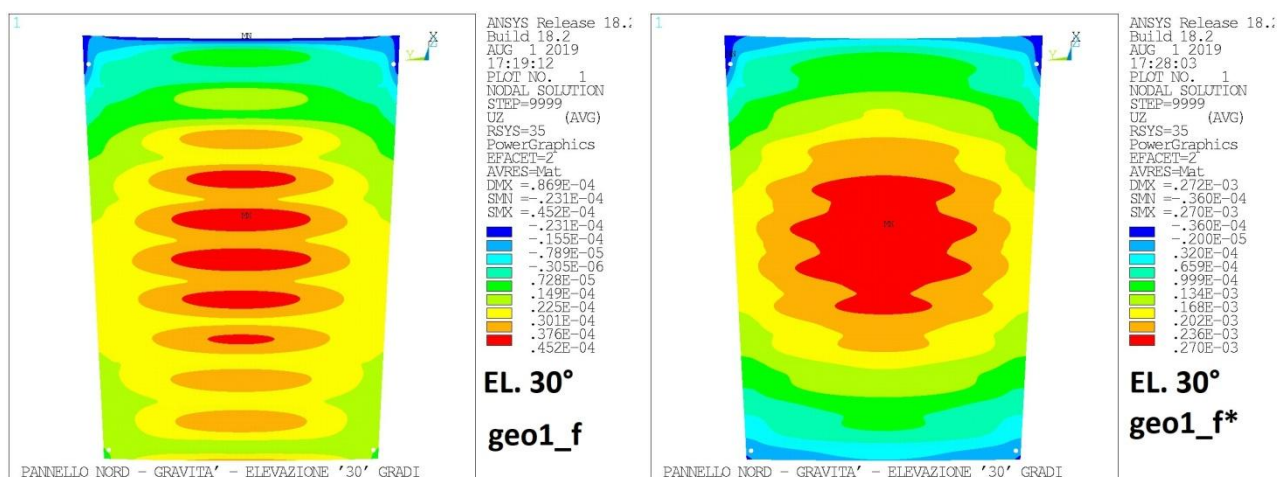 1
ANSYS Release 18.2
Build 18.2
AUG 1 2019
17:19:12
PLOT NO. 1
NODAL SOLUTION
STEP=9999
UZ (AVG)
RSYS=35
PowerGraphics
EFACET=2
AVRES=Mat
DMX =.869E-04
SMN =-.231E-04
SMX =.452E-04
-.231E-04
-.155E-04
-.789E-05
-.305E-06
.728E-05
.149E-04
.225E-04
.301E-04
.376E-04
.452E-04
MN
X
Y
MX
EL. 30°
geo1_f
PANNELLO NORD - GRAVITA' - ELEVAZIONE '30' GRADI
1
ANSYS Release 18.2
Build 18.2
AUG 1 2019
17:28:03
PLOT NO. 1
NODAL SOLUTION
STEP=9999
UZ (AVG)
RSYS=35
PowerGraphics
EFACET=2
AVRES=Mat
DMX =.272E-03
SMN =-.360E-04
SMX =.270E-03
-.360E-04
-.200E-05
.320E-04
.659E-04
.999E-04
.134E-03
.168E-03
.202E-03
.236E-03
.270E-03
X
Y
MX
EL. 30°
geo1_f*
PANNELLO NORD - GRAVITA' - ELEVAZIONE '30' GRADI